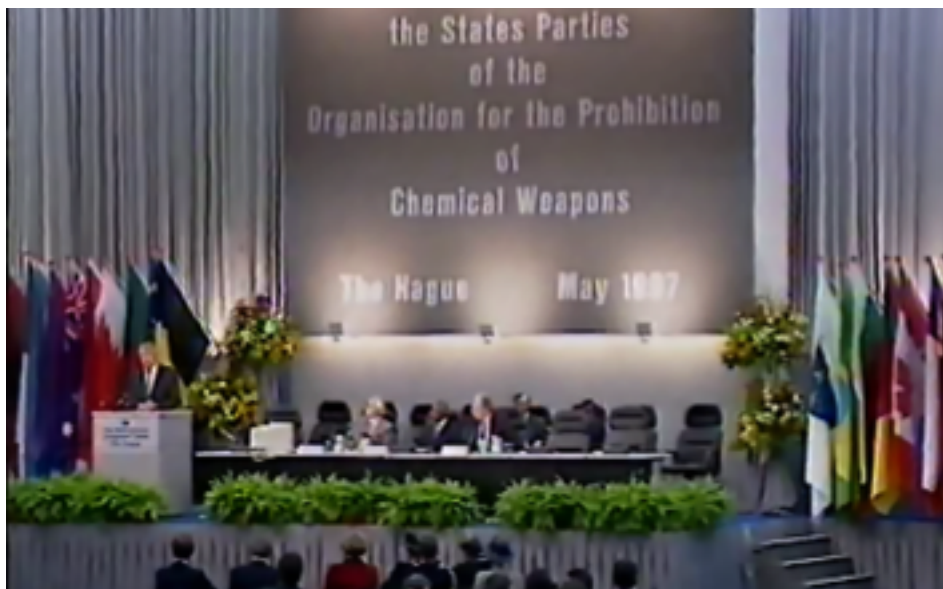 the States Parties
of the
Organisation for the Prohibition
of
Chemical Weapons
The Hague May 1997